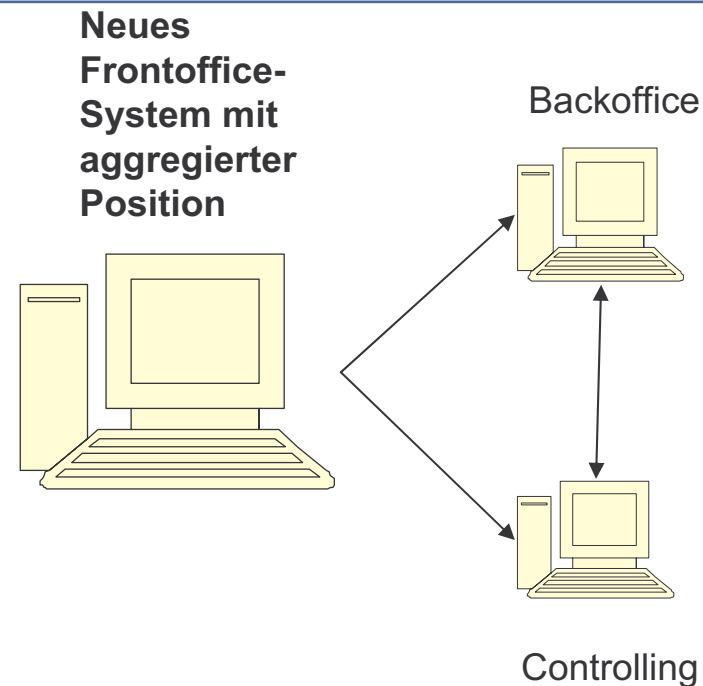 Neues
Frontoffice-
System mit
aggregierter
Position
Backoffice
Controlling